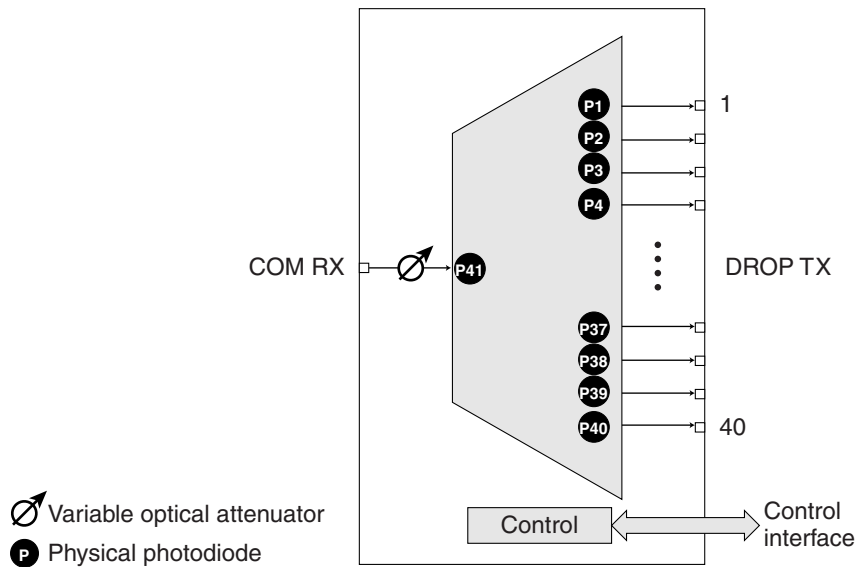 P1
1
P2
P3
P4
COM RX
P41
DROP TX
P37
P38
P39
P40
40
Variable optical attenuator
Control
Control
interface
P
Physical photodiode